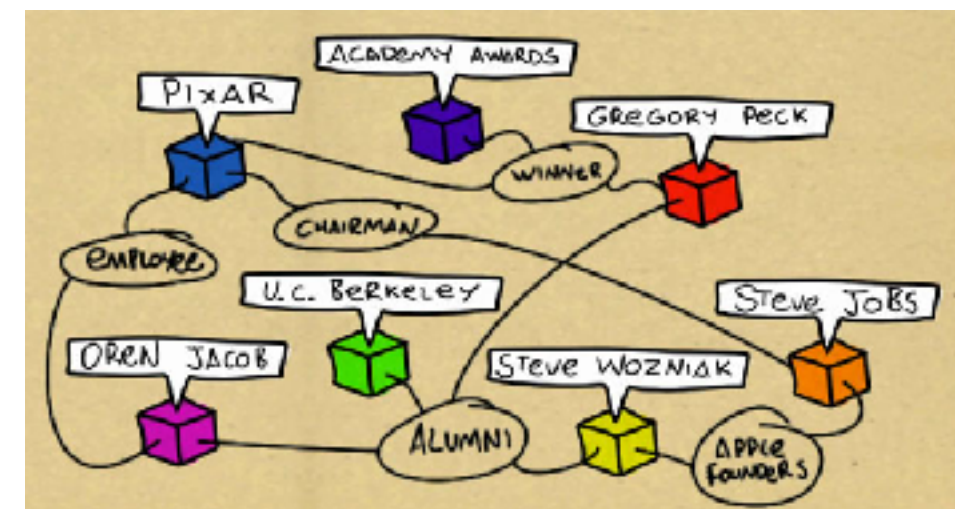 ACADEMY AWARDS
PIXAR
GREGORY PECK
WINNER
CHAIRMAN
EMPLOYEE
U.C. BERKELEY
STEVE JOBS
OREN JACOB
STEVE WOZNIAK
ALUMNI
APPLE
FOUNDERS